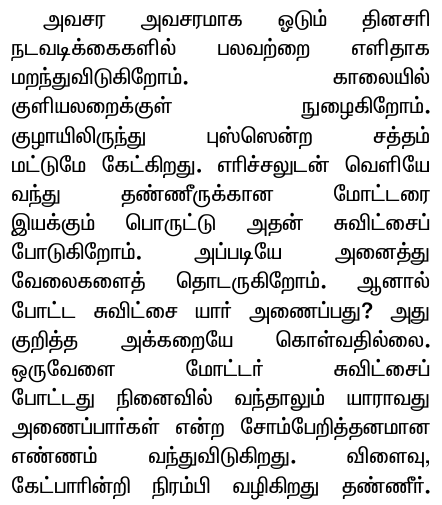 அவசர அவசரமாக ஓடும் தினசரி
நடவடிக்கைகளில் பலவற்றை எளிதாக
மறந்துவிடுகிறோம். காலையில்
குளியலறைக்குள் நுழைகிறோம்.
குழாயிலிருந்து புஸ்ஸென்ற சத்தம்
மட்டுமே கேட்கிறது. எரிச்சலுடன் வெளியே
வந்து தண்ணீருக்கான மோட்டரை
இயக்கும் பொருட்டு அதன் சுவிட்சைப்
போடுகிறோம். அப்படியே அனைத்து
வேலைகளைத் தொடருகிறோம். ஆனால்
போட்ட சுவிட்சை யார் அணைப்பது? அது
குறித்த அக்கறையே கொள்வதில்லை.
ஒருவேளை மோட்டர் சுவிட்சைப்
போட்டது நினைவில் வந்தாலும் யாராவது
அணைப்பார்கள் என்ற சோம்பேறித்தனமான
எண்ணம் வந்துவிடுகிறது. விளைவு,
கேட்பாரின்றி நிரம்பி வழிகிறது தண்ணீர்.